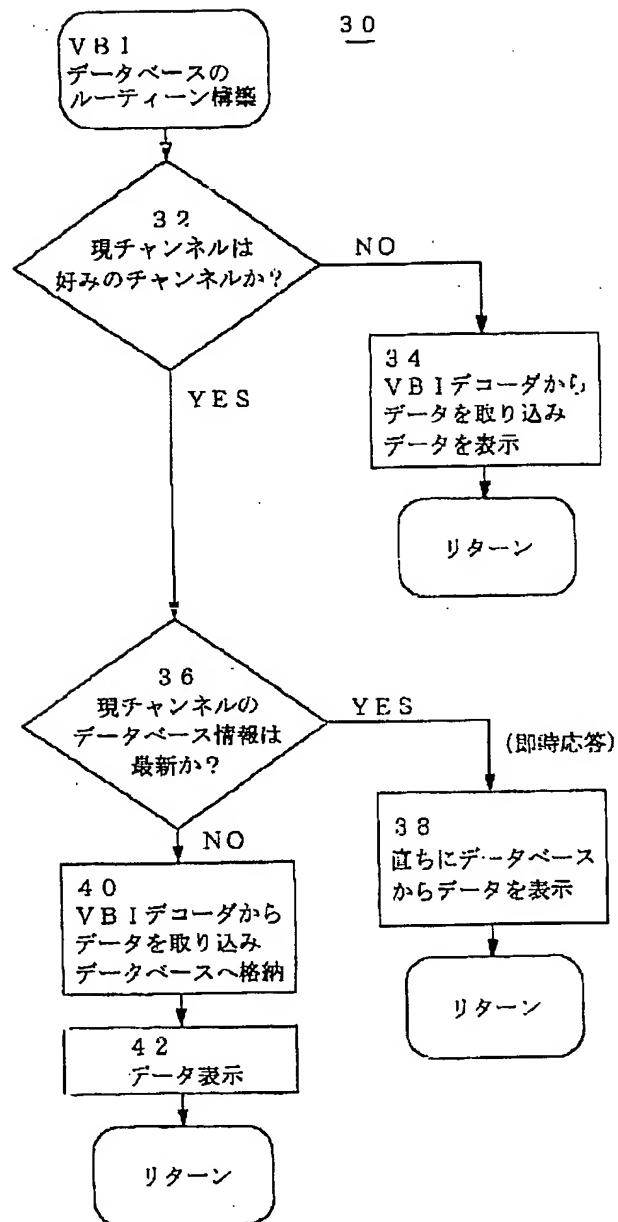 30
VBI
データベースの
ルーティーン構築
32
現チャンネルは
好みのチャンネルか?
NO
YES
34
VBIデコーダから
データを取り込み
データを表示
リターン
36
現チャンネルの
データベース情報は
最新か?
YES
(即時応答)
NO
38
直ちにデータベース
からデータを表示
リターン
40
VBIデコーダから
データを取り込み
データベースへ格納
42
データ表示
リターン